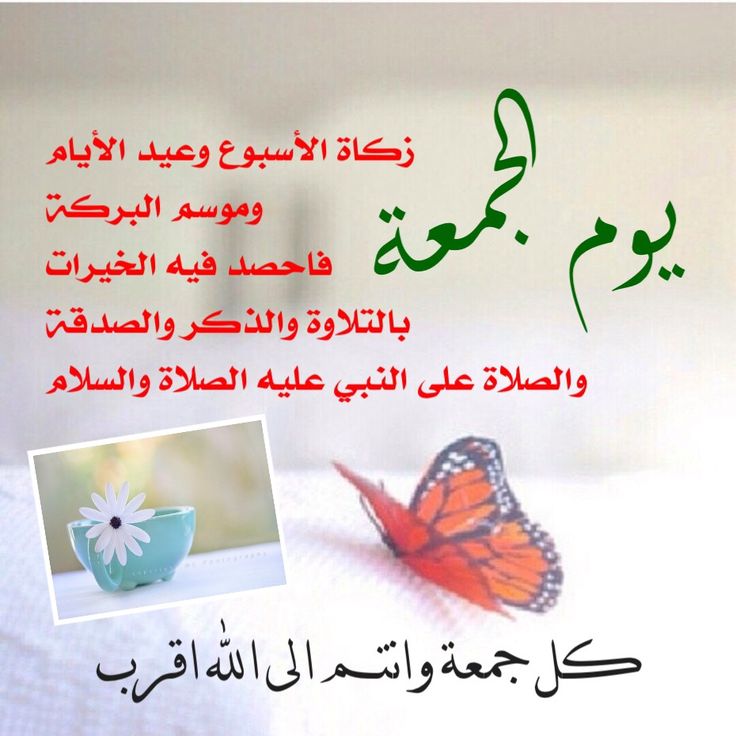 يوم الجمعة
زكاة الأسبوع وعيد الأيام
وموسم البركة
فاحصد فيه الخيرات
بالتلاوة والذكر والصدقة
والصلاة على النبي عليه الصلاة والسلام
كل جمعة وانتم الى الله اقرب